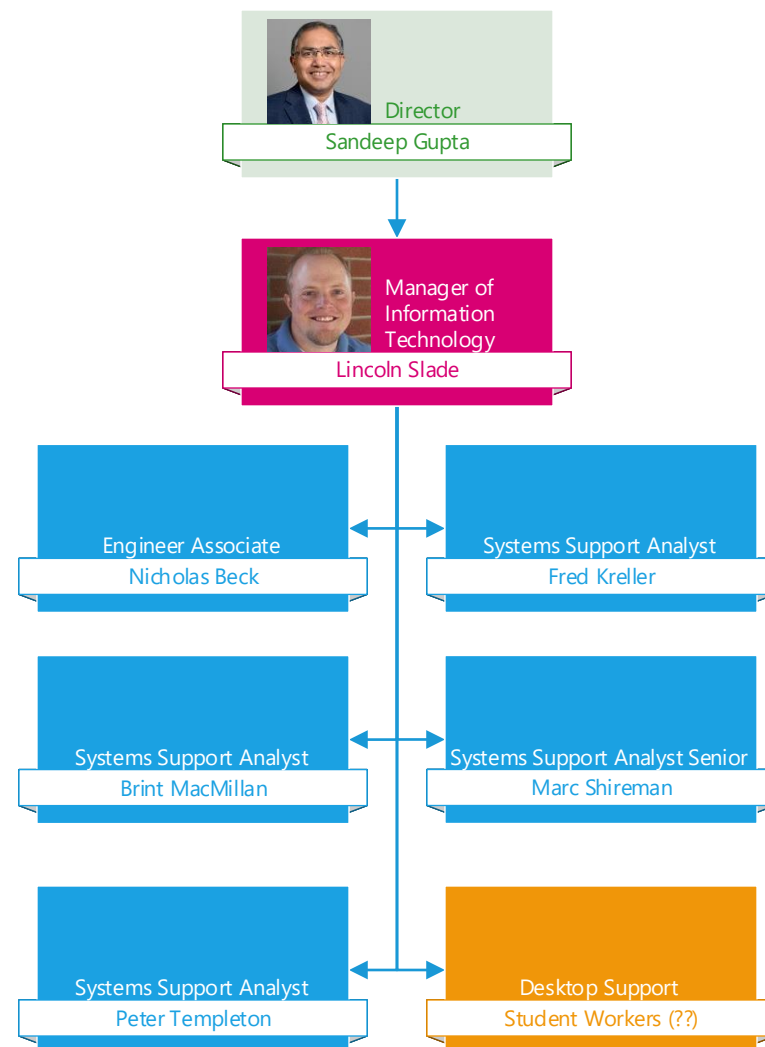 Director
Sandeep Gupta
Manager of
Information
Technology
Lincoln Slade
Engineer Associate
Nicholas Beck
Systems Support Analyst
Fred Kreller
Systems Support Analyst
Brint MacMillan
Systems Support Analyst Senior
Marc Shireman
Systems Support Analyst
Peter Templeton
Desktop Support
Student Workers (??)